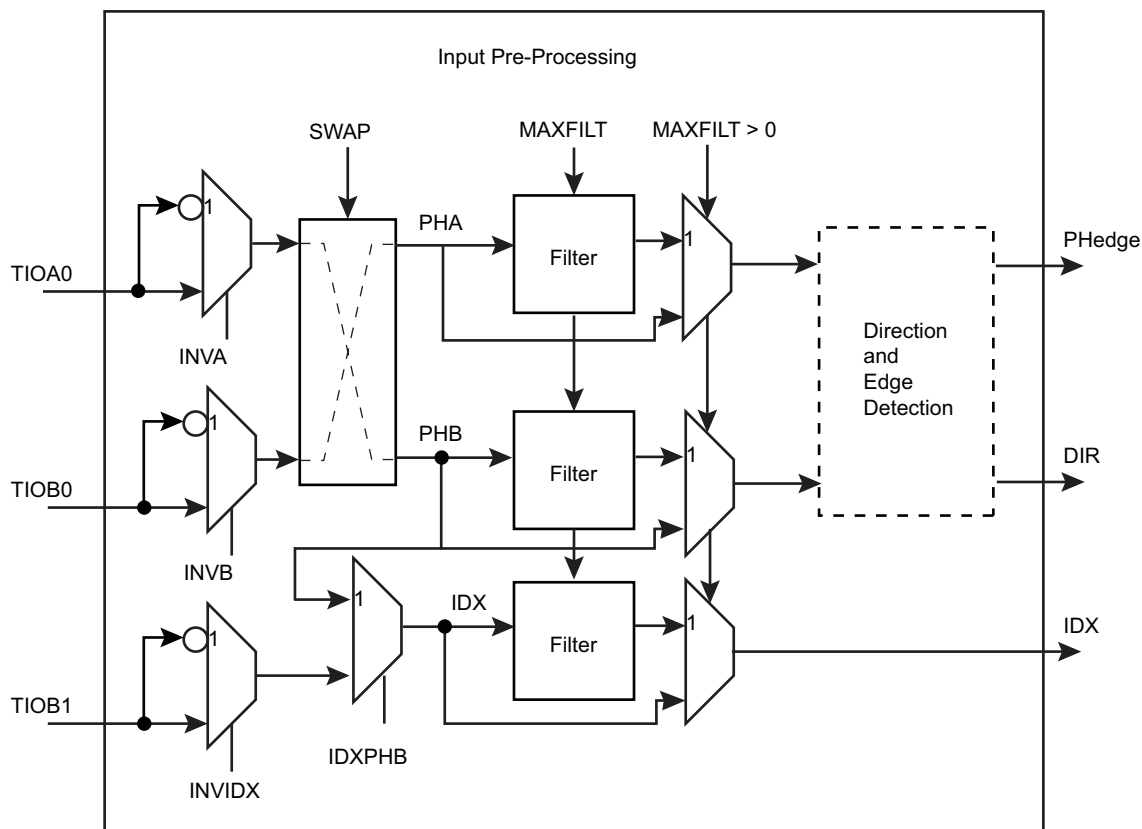 Input Pre-Processing
SWAP
MAXFILT
MAXFILT > 0
1
PHA
1
Filter
PHedge
TIOA0
INVA
Direction
and
Edge
Detection
1
PHB
1
Filter
DIR
TIOB0
INVB
1
IDX
1
Filter
IDX
1
TIOB1
IDXPHB
INVIDX